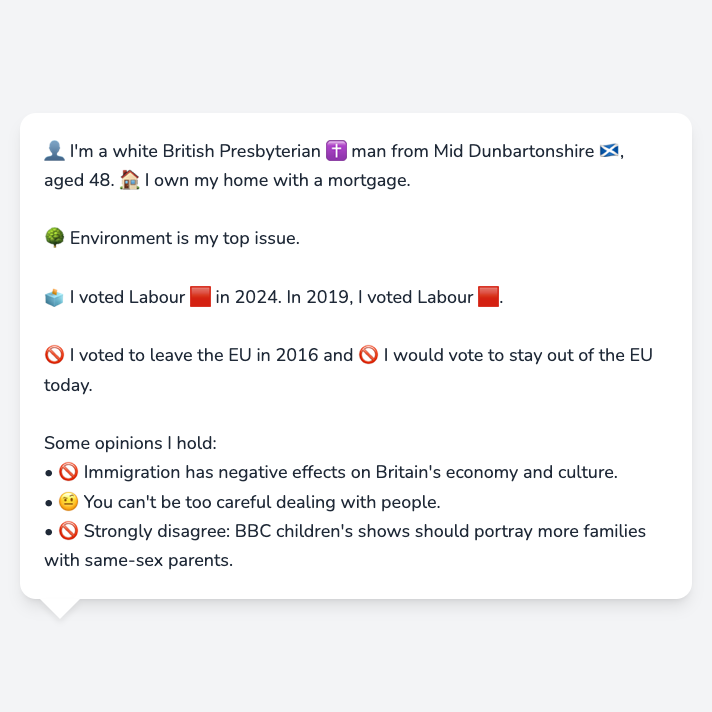 👤 I'm a white British Presbyterian ✝️ man from Mid Dunbartonshire 🏴󠁧󠁢󠁳󠁣󠁴󠁿,
aged 48. 🏠 I own my home with a mortgage.
🌳 Environment is my top issue.
🗳️ I voted Labour 🟥 in 2024. In 2019, I voted Labour 🟥.
🚫 I voted to leave the EU in 2016 and 🚫 I would vote to stay out of the EU
today.
Some opinions I hold:
• 🚫 Immigration has negative effects on Britain's economy and culture.
• 🤨 You can't be too careful dealing with people.
• 🚫 Strongly disagree: BBC children's shows should portray more families
with same-sex parents.